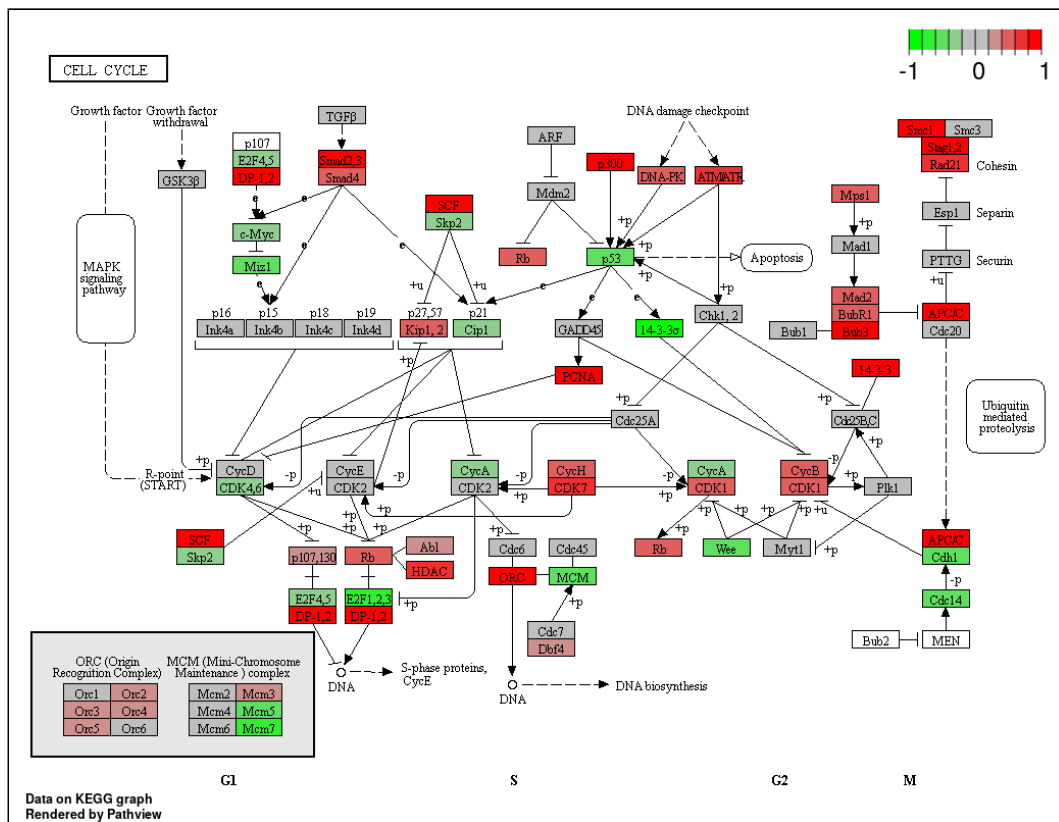 CELL CYCLE
-1 0 1
Growth factor
Growth factor
withdrawal
TGFβ
DNA damage checkpoint
p107
E2F4,5
DP-1,2
GSK3β
Smad2,3
Smad4
ARF
p300
DNA-PK
ATM/ATR
Smc1
Smc3
Stag1,2
Rad21
Cohesin
Mdm2
Mps1
e
e
SCF
Skp2
+p
+p
+p
Esp1
Separin
c-Myc
Rb
p53
Mad1
Miz1
e
e
+p
Apoptosis
PTTG
Securin
MAPK
signaling
pathway
+u
+u
e
e
e
+p
+u
Mad2
BubR1
Bub3
Bub1
APC/C
Cdc20
p16
Ink4a
p15
Ink4b
p18
Ink4c
p19
Ink4d
p27,57
Kip1, 2
p21
Cip1
GADD45
14-3-3σ
Chk1, 2
+p
PCNA
14-3-3
+p
+p
Cdc25A
Cdc25B,C
Ubiquitin
mediated
proteolysis
R-point
(START)
+p
CycD
CDK4,6
-p
CycE
CDK2
-p
CycA
CDK2
-p
+p
CycH
CDK7
-p
+p
CycA
CDK1
CycB
CDK1
-p
+p
+p
Plk1
+u
+p
+p
+p
+p
+p
+p
+p
+p
+u
SCF
Skp2
p107,130
Rb
Abl
HDAC
Cdc6
Cdc45
Rb
Wee
Myt1
+p
APC/C
Cdh1
ORC
MCM
-p
E2F4,5
DP-1,2
E2F1,2,3
DP-1,2
+p
+p
Cdc7
Dbf4
Cdc14
Bub2
MEN
DNA
S-phase proteins,
CycE
DNA
DNA biosynthesis
ORC (Origin
Recognition Complex)
MCM (Mini-Chromosome
Maintenance ) complex
Orc1 Orc2
Orc3 Orc4
Orc5 Orc6
Mcm2 Mcm3
Mcm4 Mcm5
Mcm6 Mcm7
G1
S
G2
M
Data on KEGG graph
Rendered by Pathview